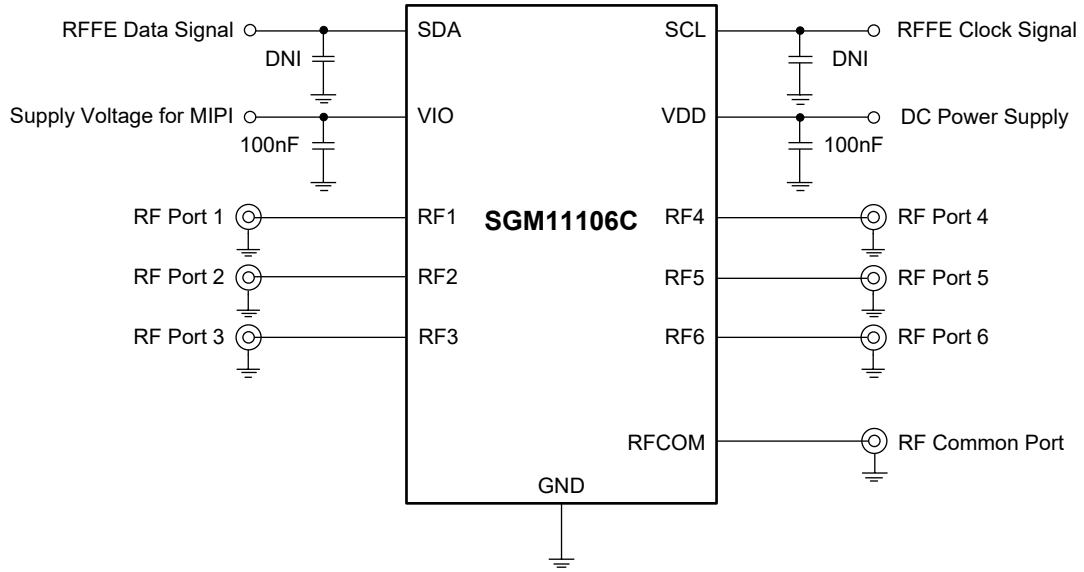 RFFE Data Signal SDA SCL RFFE Clock Signal
DNI DNI
Supply Voltage for MIPI VIO VDD DC Power Supply
100nF 100nF
RF Port 1 RF1 SGM11106C RF4 RF Port 4
RF Port 2 RF2 RF5 RF Port 5
RF Port 3 RF3 RF6 RF Port 6
RFCOM RF Common Port
GND